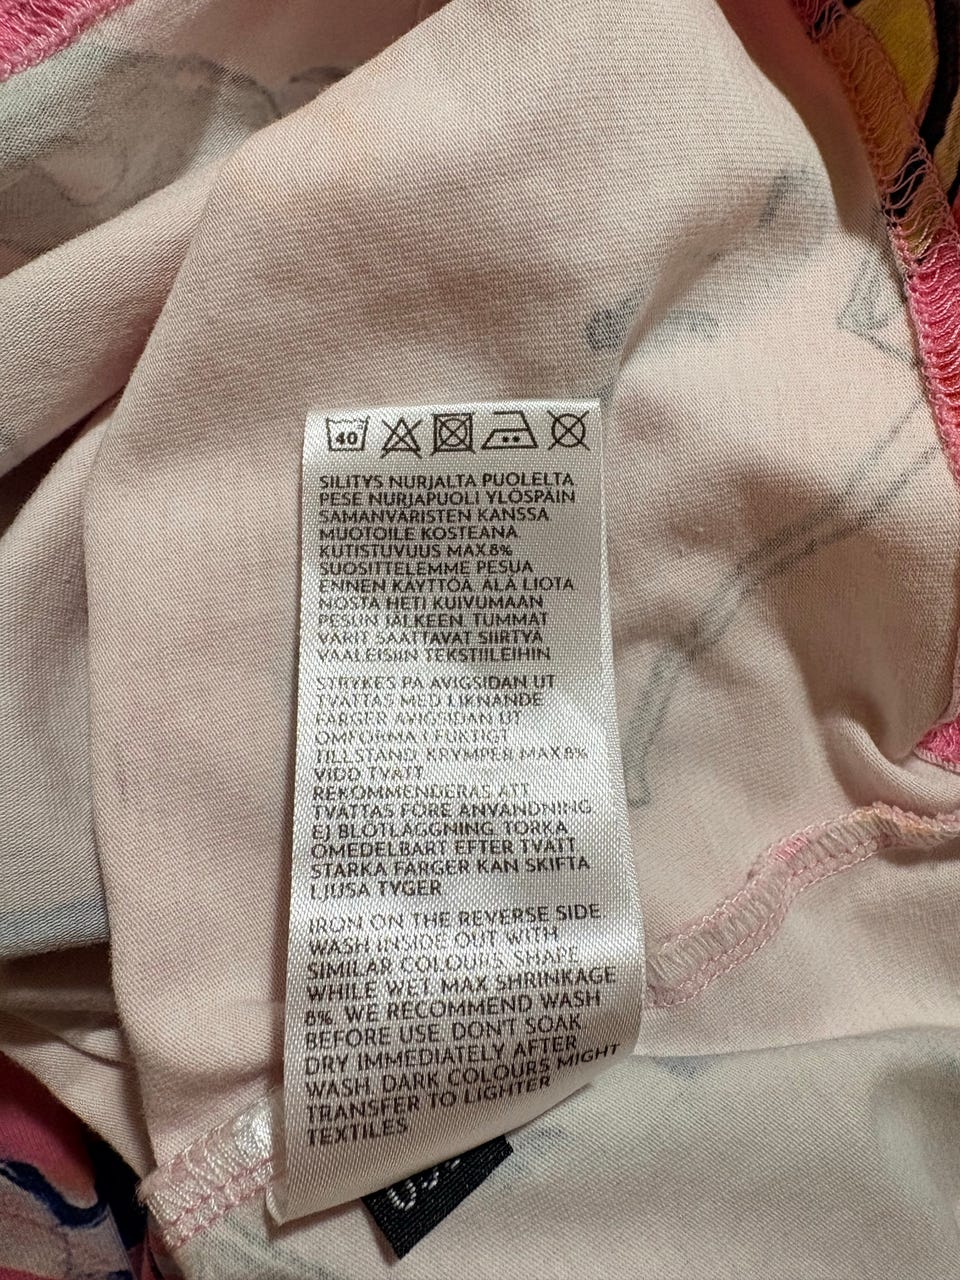 40
SILITYS NURJALTA PUOLELTA
PESE NURJAPUOLI YLÖSPÄIN
SAMANVÄRISTEN KANSSA
MUOTOILE KOSTEANA
KUTISTUVUUS MAX.8%
SUOSITTELEMME PESUA
ENNEN KÄYTTÖÄ. ÄLÄ LIOTA
NOSTA HETI KUIVUMAAN
PESUN JÄLKEEN. TUMMAT
VÄRIT SAATTAVAT SIIRTYÄ
VAALEISIIN TEKSTIILEIHIN
STRYKES PÅ AVIGSIDAN UT
TVÄTTAS MED LIKNANDE
FÄRGER AVIGSIDAN UT
OMFORMA I FUKTIGT
TILLSTÅND, KRYMPER MAX 8%
VIDD TVÄTT
REKOMMENDERAS ATT
TVÄTTAS FÖRE ANVÄNDNING
EJ BLÖTLÄGGNING TORKA
OMEDELBART EFTER TVÄTT
STARKA FÄRGER KAN SKIFTA
LJUSA TYGER
IRON ON THE REVERSE SIDE.
WASH INSIDE OUT WITH
SIMILAR COLOURS. SHAPE
WHILE WET MAX SHRINKAGE
8%. WE RECOMMEND WASH
BEFORE USE. DON'T SOAK
DRY IMMEDIATELY AFTER
WASH, DARK COLOURS MIGHT
TRANSFER TO LIGHTER
TEXTILES